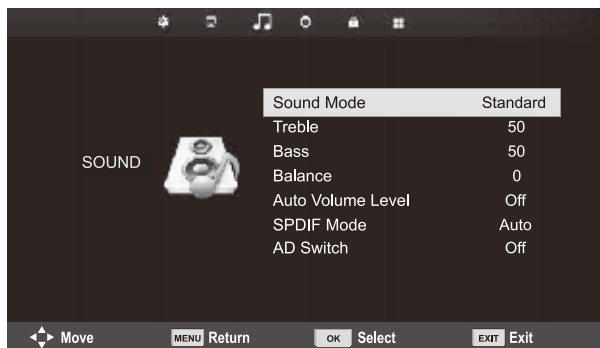 Sound Mode Standard
Treble 50
Bass 50
SOUND
Balance 0
Auto Volume Level Off
SPDIF Mode Auto
AD Switch Off
Move MENU Return OK Select EXIT Exit